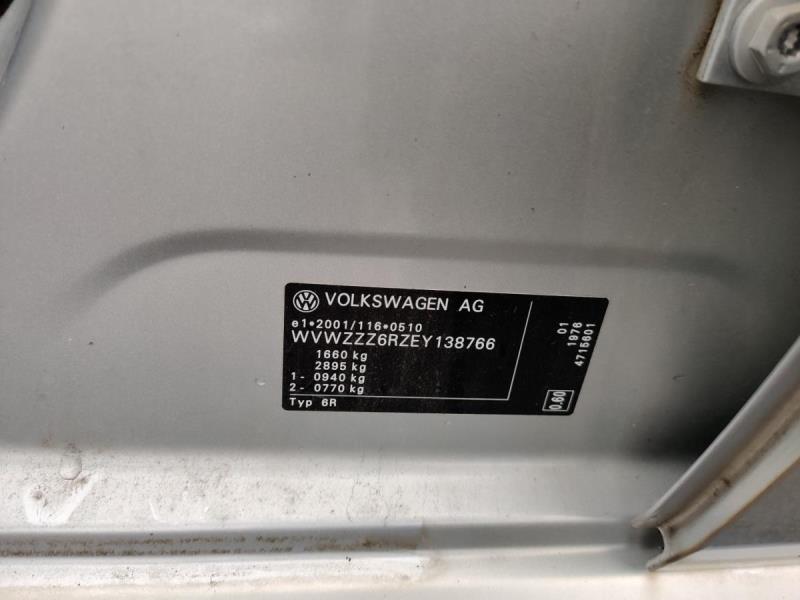 VOLKSWAGEN AG
e1*2001/116*0510
WVWZZZ6RZEY138766
1660 kg
2895 kg
1 - 0940 kg
2 - 0770 kg
Typ 6R
01
1976
4715601
0.60